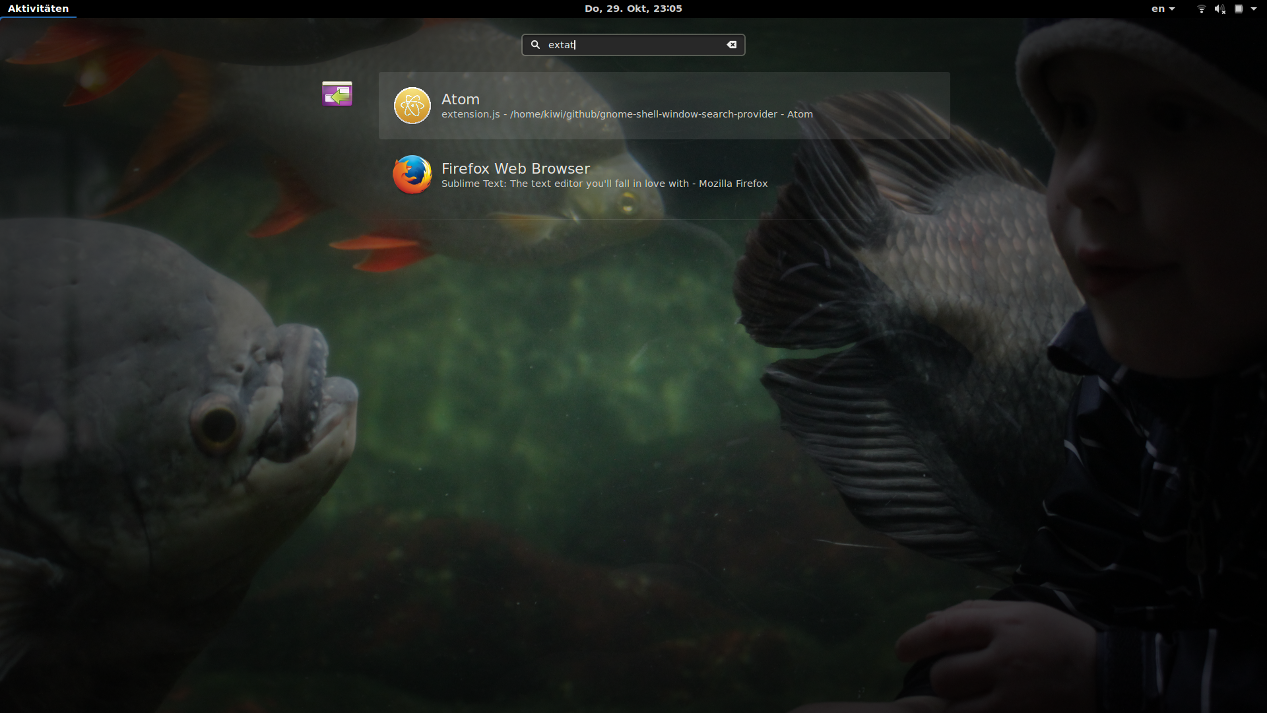 Aktivitäten
Do, 29. Okt, 23:05
en
extat
Atom
extension.js - /home/kiwi/github/gnome-shell-window-search-provider - Atom
Firefox Web Browser
Sublime Text: The text editor you'll fall in love with - Mozilla Firefox